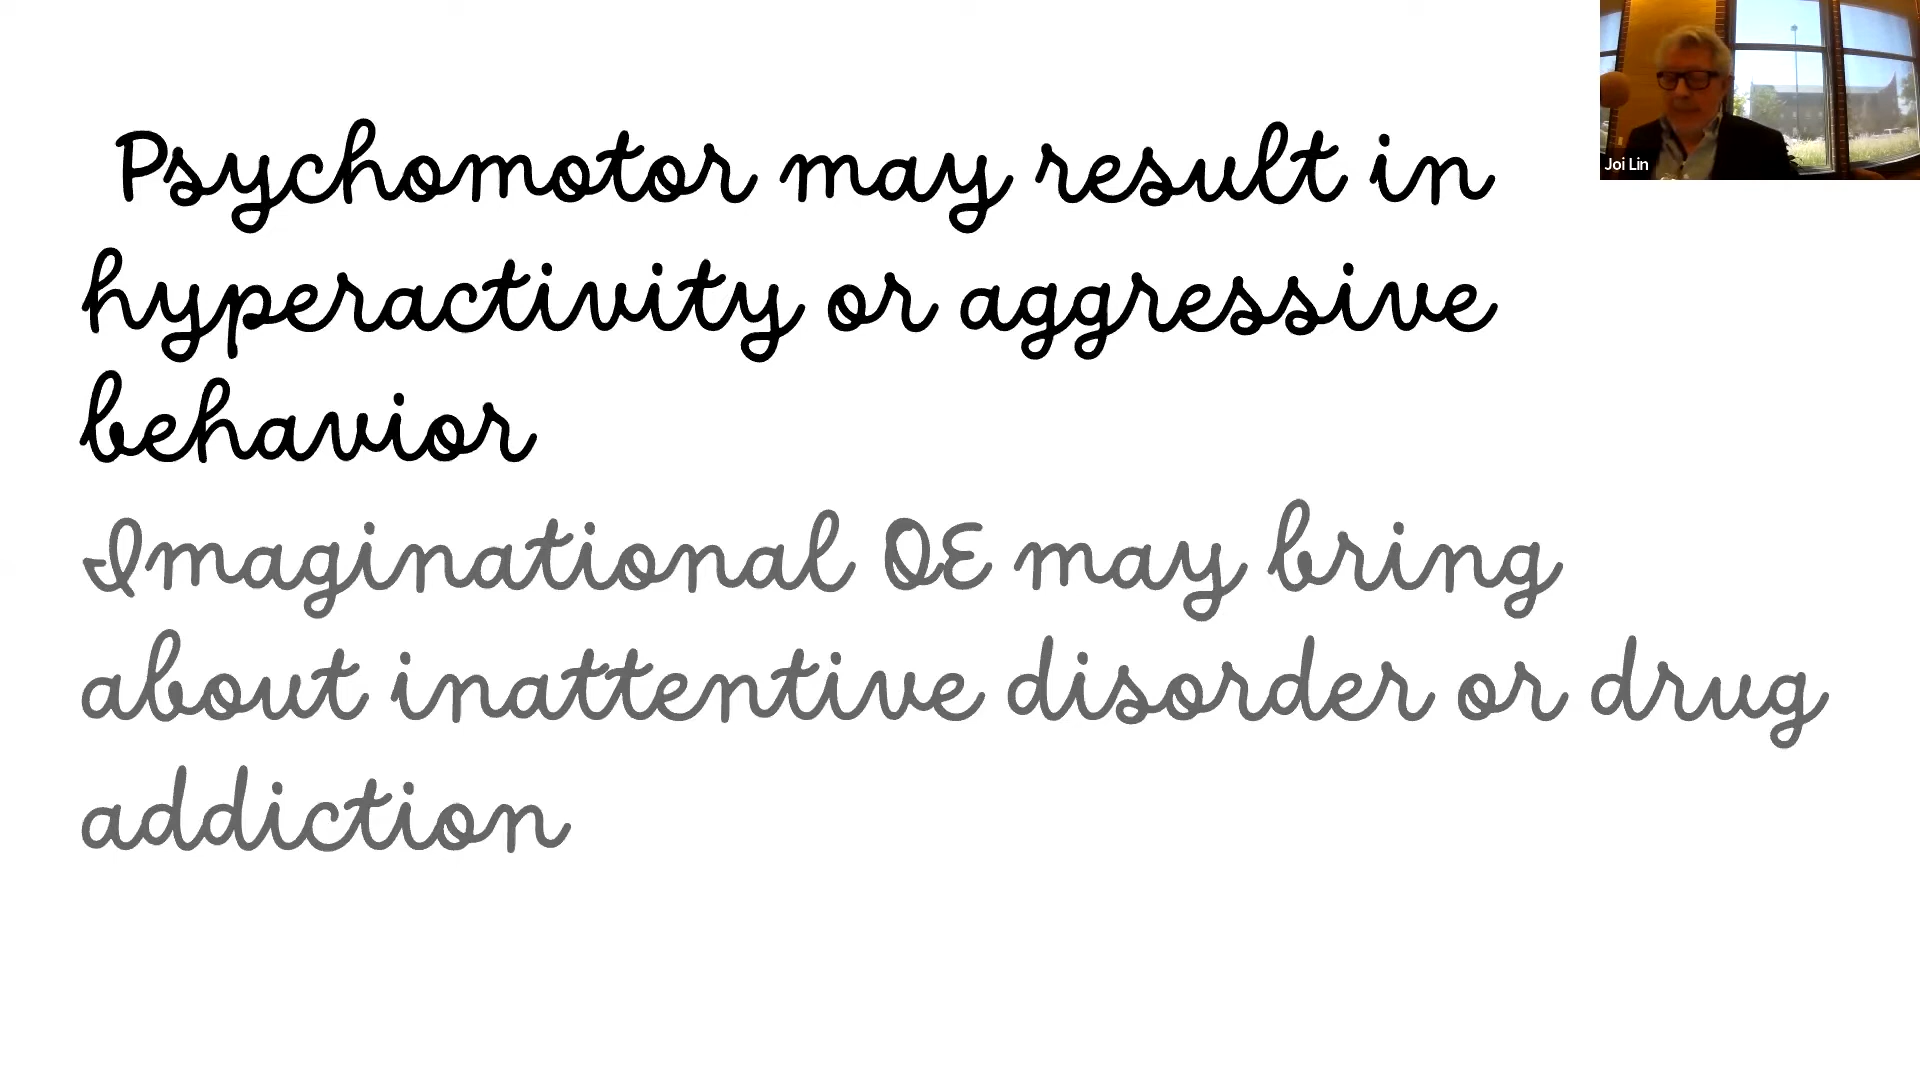 Psychomotor may result in
hyperactivity or aggressive
behavior
Imaginational OE may bring
about inattentive disorder or drug
addiction
Joi Lin